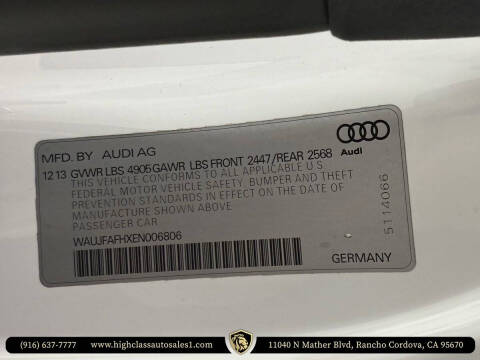 MFD. BY AUDI AG
12 13 GVWR LBS 4905 GAWR LBS FRONT 2447/REAR 2568
Audi
THIS VEHICLE CONFORMS TO ALL APPLICABLE U.S.
FEDERAL MOTOR VEHICLE SAFETY, BUMPER AND THEFT
PREVENTION STANDARDS IN EFFECT ON THE DATE OF
MANUFACTURE SHOWN ABOVE.
PASSENGER CAR
WAUJFAFHXEN006806
5114066
GERMANY
(916) 637-7777
www.highclassautosales1.com
11040 N Mather Blvd, Rancho Cordova, CA 95670